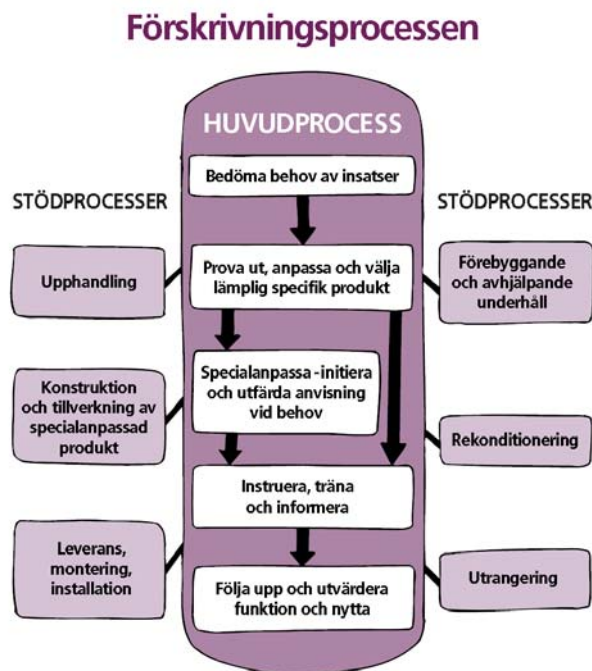 Förskrivningsprocessen
HUVUDPROCESS
Bedöma behov av insatser
Prova ut, anpassa och välja
lämplig specifik produkt
Specialanpassa -initiera
och utfärda anvisning
vid behov
Instruera, träna
och informera
Följa upp och utvärdera
funktion och nytta
STÖDPROCESSER
Upphandling
Konstruktion
och tillverkning av
specialanpassad
produkt
Leverans,
montering,
installation
STÖDPROCESSER
Förebyggande
och avhjälpande
underhåll
Rekonditionering
Utrangering